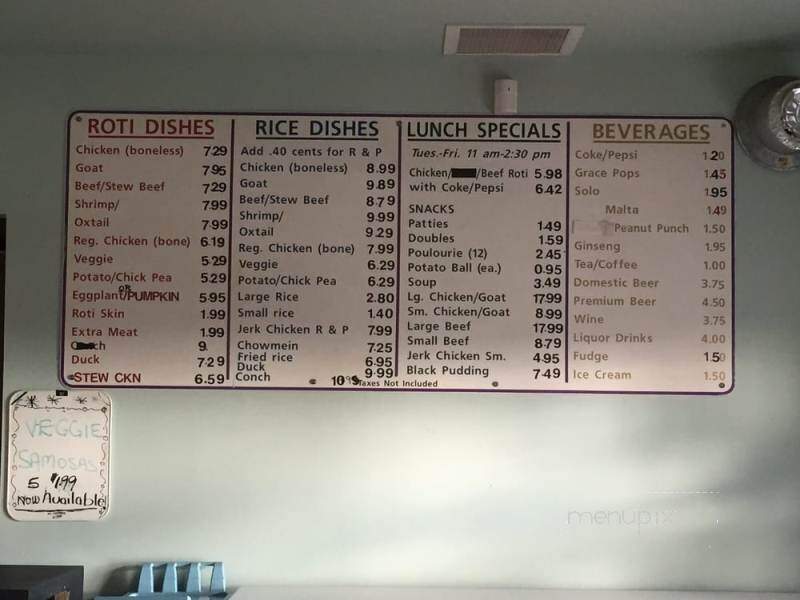 ROTI DISHES
Chicken (boneless) 7.29
Goat 7.95
Beef/Stew Beef 7.29
Shrimp/ 7.99
Oxtail 7.99
Reg. Chicken (bone) 6.19
Veggie 5.29
Potato/Chick Pea 5.29
Eggplant OR /PUMPKIN 5.95
Roti Skin 1.99
Extra Meat 1.99
9.
Duck 7.29
STEW CKN 6.59
RICE DISHES
Add .40 cents for R & P
Chicken (boneless) 8.99
Goat 9.89
Beef/Stew Beef 8.79
Shrimp/ 9.99
Oxtail 9.29
Reg. Chicken (bone) 7.99
Veggie 6.29
Potato/Chick Pea 6.29
Large Rice 2.80
Small rice 1.40
Jerk Chicken R & P 7.99
Chowmein 7.25
Fried rice 6.95
Duck 9.99
Conch 10.99
Taxes Not Included
LUNCH SPECIALS
Tues.-Fri. 11 am-2:30 pm
Chicken/ /Beef Roti 5.98
with Coke/Pepsi 6.42
SNACKS
Patties 1.49
Doubles 1.59
Poulourie (12) 2.45
Potato Ball (ea.) 0.95
Soup 3.49
Lg. Chicken/Goat 17.99
Sm. Chicken/Goat 8.99
Large Beef 17.99
Small Beef 8.79
Jerk Chicken Sm. 4.95
Black Pudding 7.49
BEVERAGES
Coke/Pepsi 1.20
Grace Pops 1.45
Solo 1.95
Malta 1.49
Peanut Punch 1.50
Ginseng 1.95
Tea/Coffee 1.00
Domestic Beer 3.75
Premium Beer 4.50
Wine 3.75
Liquor Drinks 4.00
Fudge 1.50
Ice Cream 1.50
VEGGIE
SAMOSAS
5 $1.99
Now Available
menupix